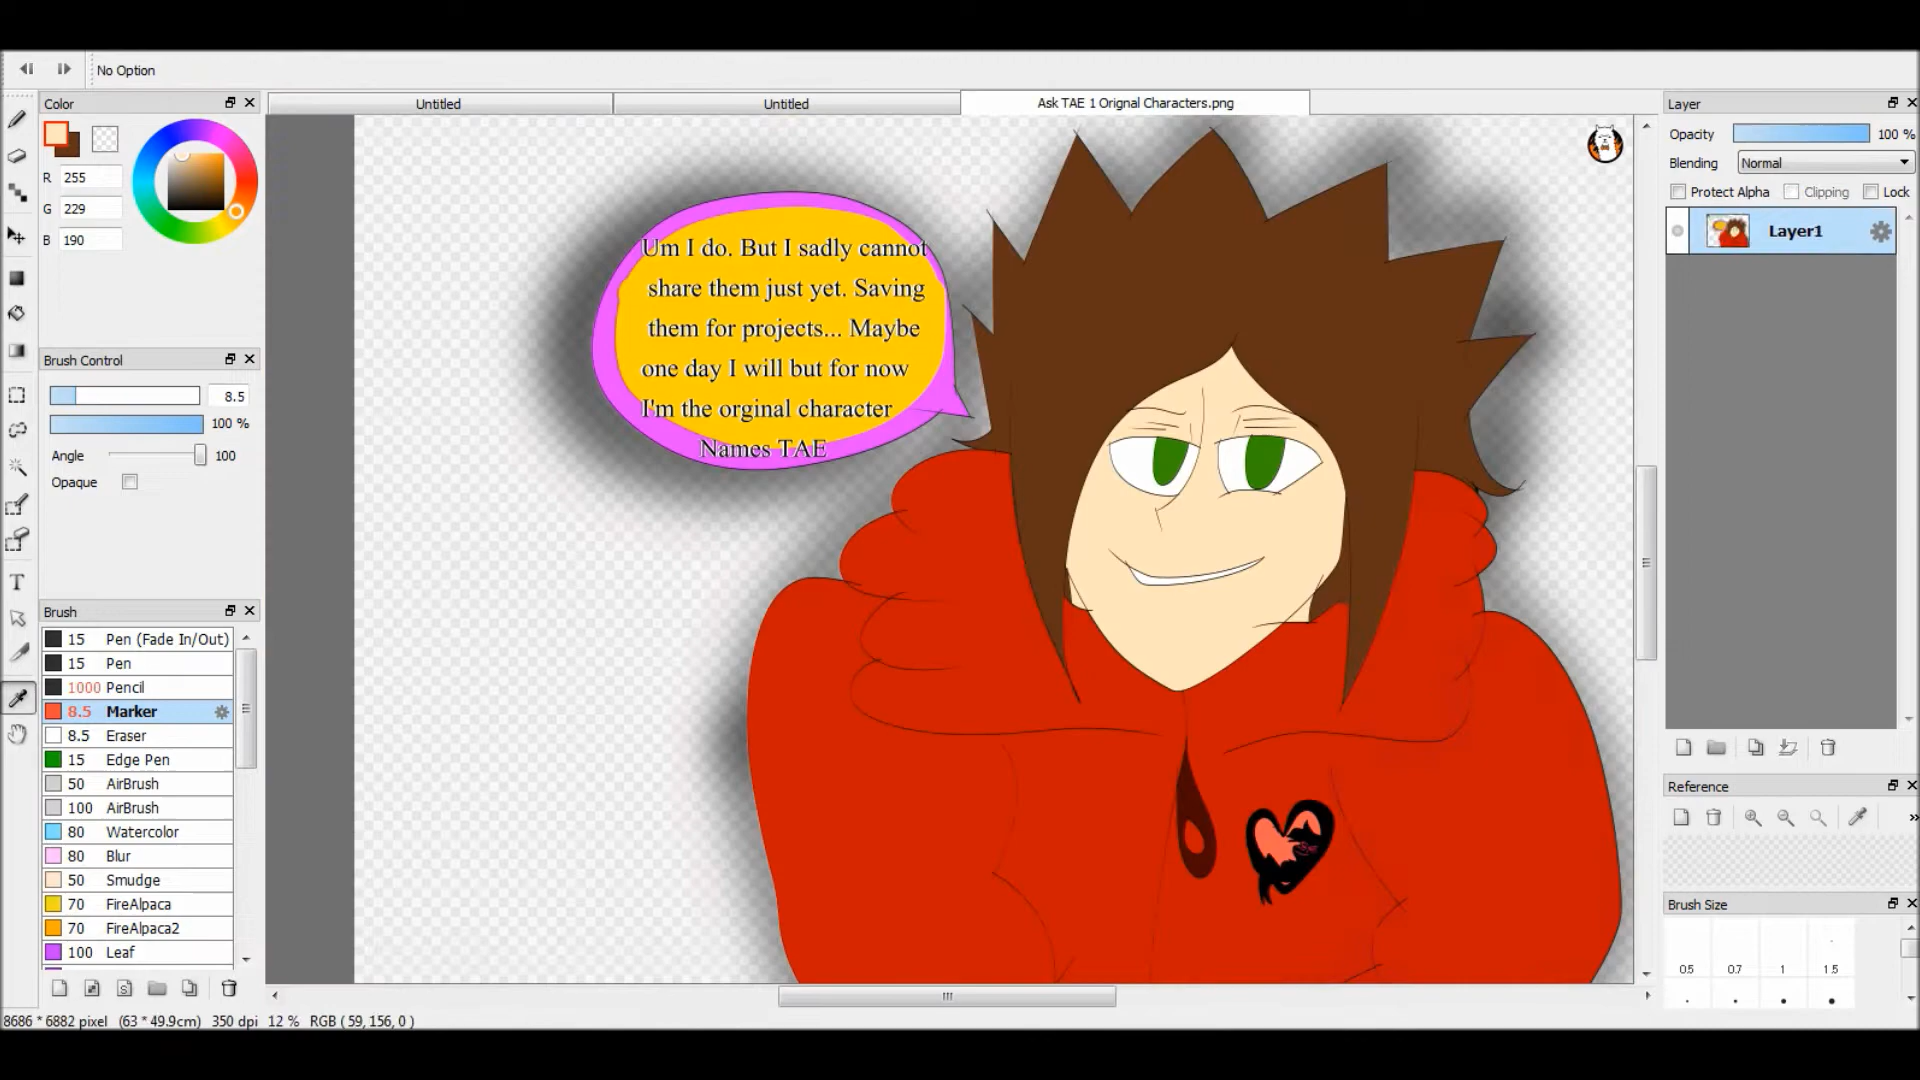 No Option
Color
Untitled
Untitled
Ask TAE 1 Orignal Characters.png
Layer
R 255
G 229
B 190
Opacity 100 %
Blending Normal
Protect Alpha Clipping Lock
Layer1
Um I do. But I sadly cannot
share them just yet. Saving
them for projects... Maybe
one day I will but for now
I'm the orginal character
Names TAE
Brush Control
8.5
100 %
Angle 100
Opaque
Brush
15 Pen (Fade In/Out)
15 Pen
1000 Pencil
8.5 Marker
8.5 Eraser
15 Edge Pen
50 AirBrush
100 AirBrush
80 Watercolor
80 Blur
50 Smudge
70 FireAlpaca
70 FireAlpaca2
100 Leaf
T
S
Reference
Brush Size
0.5 0.7 1 1.5
8686 * 6882 pixel (63 * 49.9cm) 350 dpi 12 % RGB ( 59, 156, 0 )